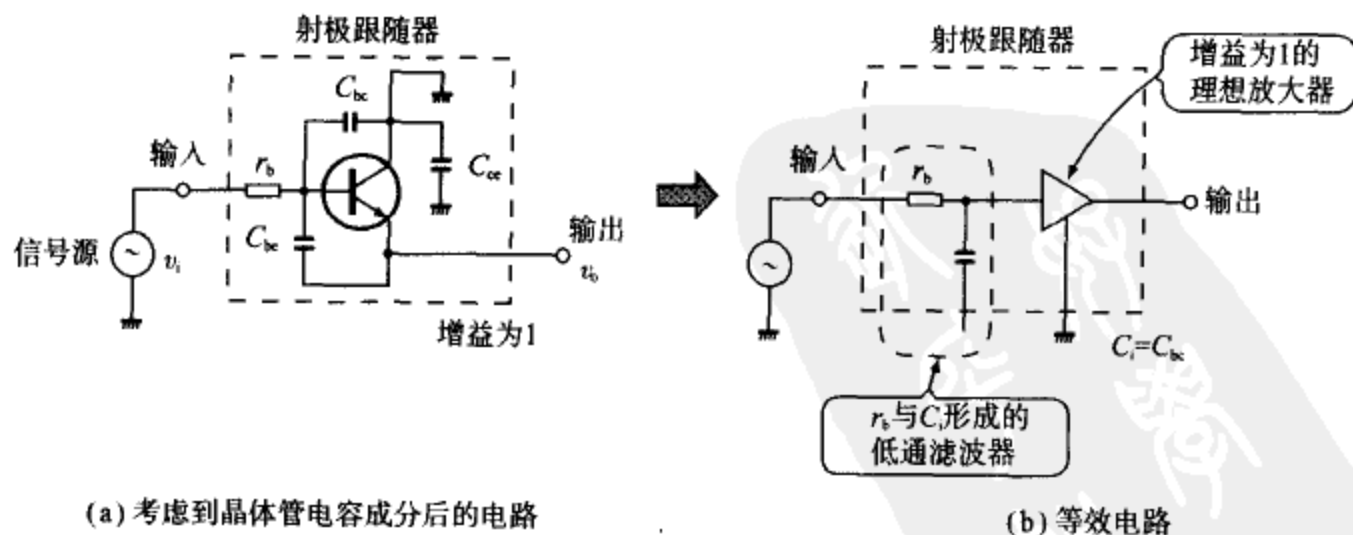 射极跟随器
C_bc
输入
r_b
C_ce
C_be
信号源
v_i
输出
v_o
增益为1
(a) 考虑到晶体管电容成分后的电路
射极跟随器
增益为1的
理想放大器
输入
r_b
输出
C_i=C_bc
r_b与C_i形成的
低通滤波器
(b) 等效电路